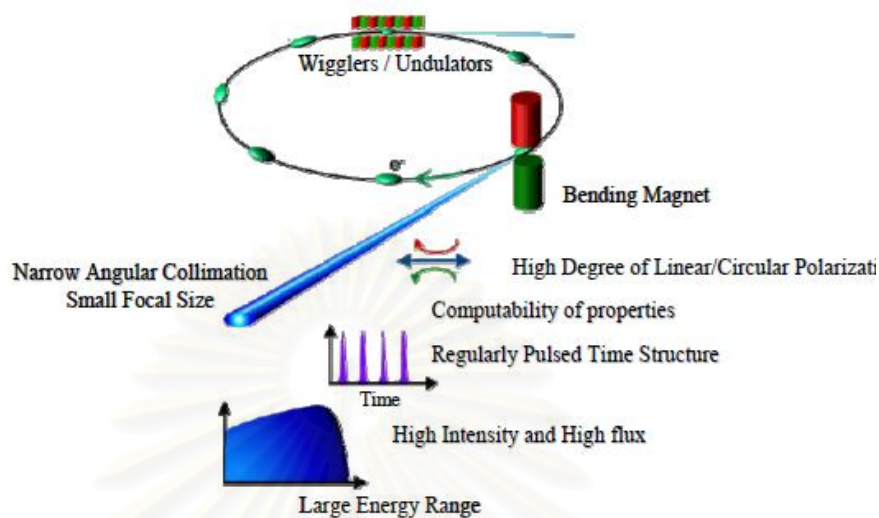 Wigglers / Undulators
e-
Bending Magnet
Narrow Angular Collimation
Small Focal Size
High Degree of Linear/Circular Polarizati
Computability of properties
Regularly Pulsed Time Structure
Time
High Intensity and High flux
Large Energy Range